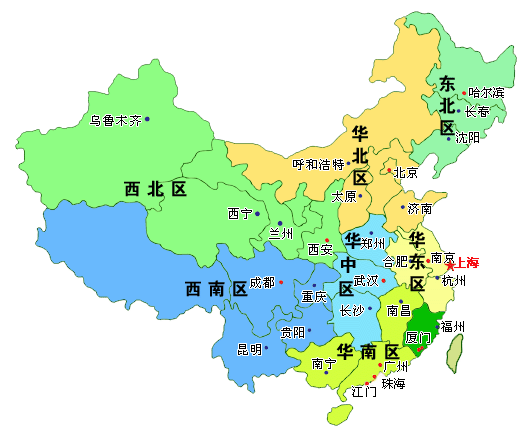 东北区
哈尔滨
长春
沈阳
乌鲁木齐
华北区
呼和浩特
北京
西北区
太原
济南
西宁
兰州
西安
华中区
郑州
华东区
合肥
南京
上海
西南区
成都
重庆
武汉
杭州
长沙
南昌
贵阳
福州
厦门
昆明
华南区
南宁
广州
珠海
江门